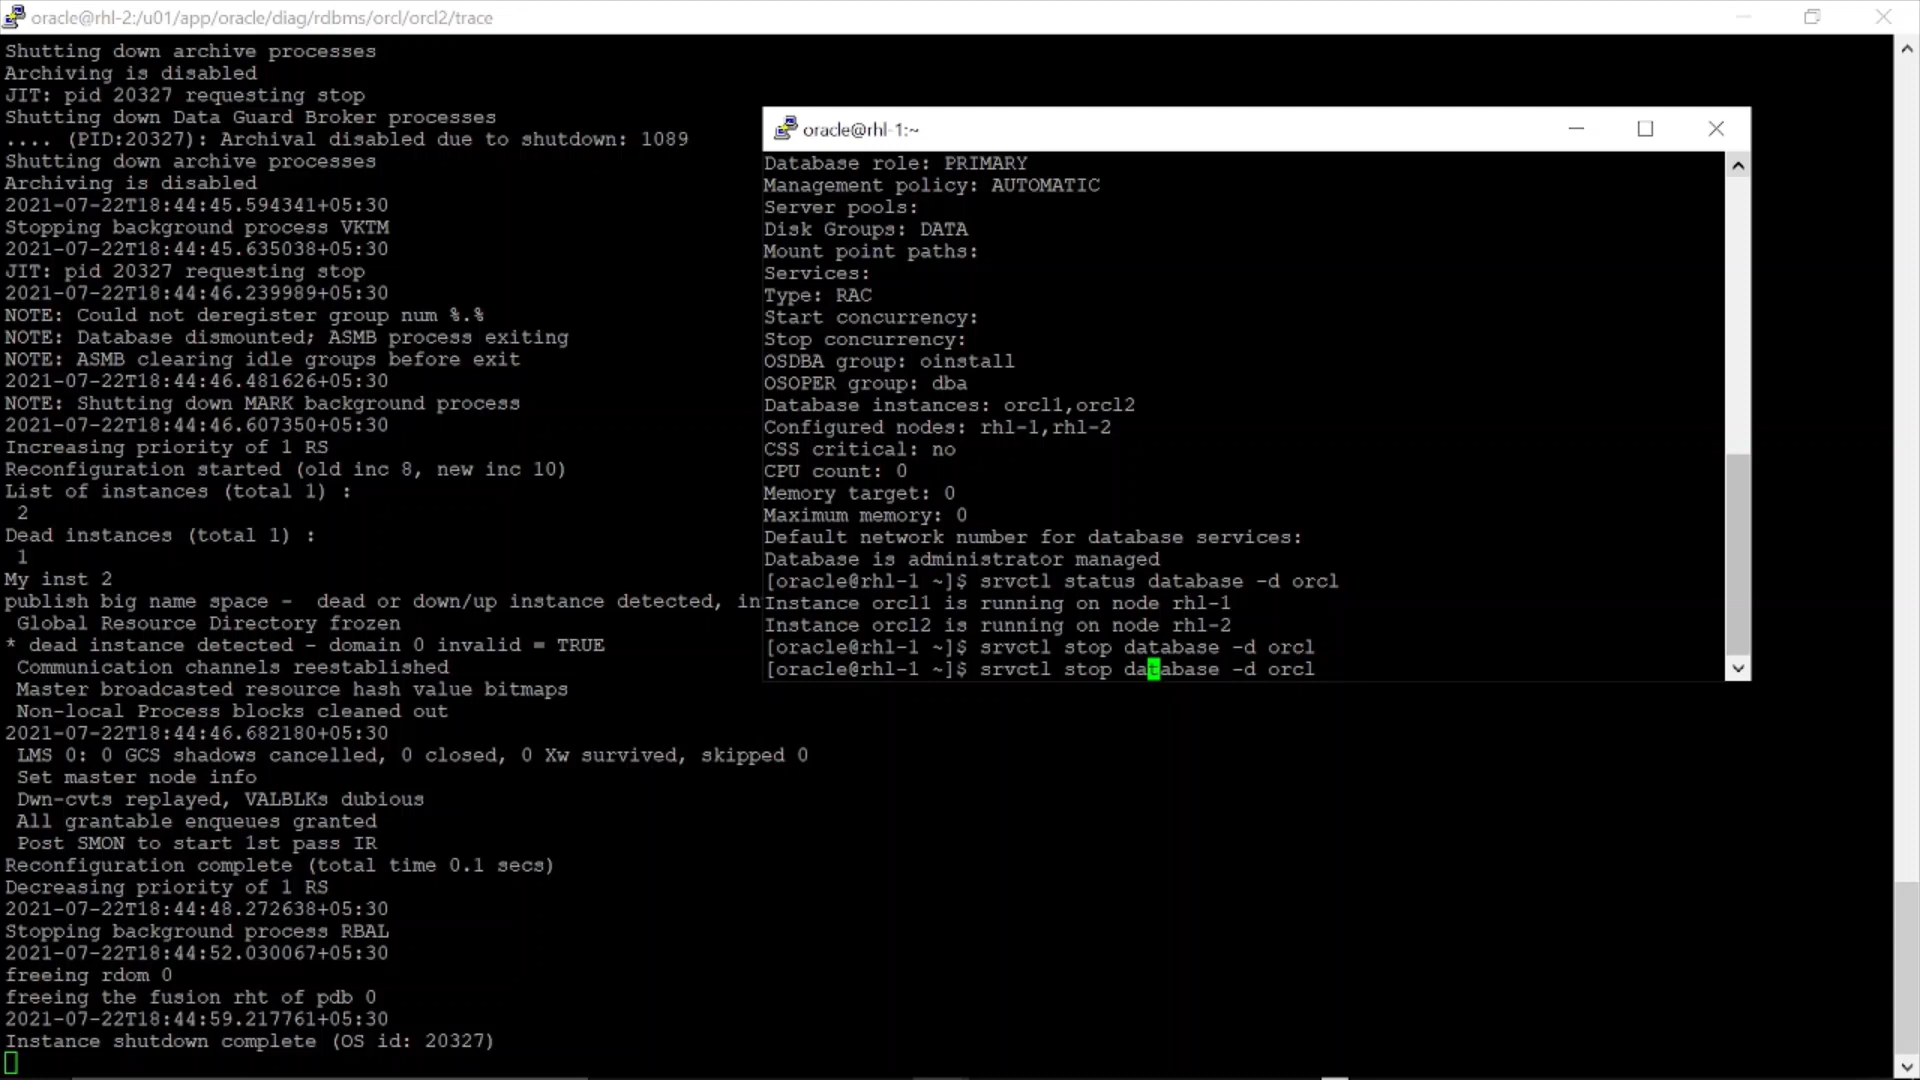 oracle@rhl-2:/u01/app/oracle/diag/rdbms/orcl/orcl2/trace
Shutting down archive processes
Archiving is disabled
JIT: pid 20327 requesting stop
Shutting down Data Guard Broker processes
.... (PID:20327): Archival disabled due to shutdown: 1089
Shutting down archive processes
Archiving is disabled
2021-07-22T18:44:45.594341+05:30
Stopping background process VKTM
2021-07-22T18:44:45.635038+05:30
JIT: pid 20327 requesting stop
2021-07-22T18:44:46.239989+05:30
NOTE: Could not deregister group num %.%
NOTE: Database dismounted; ASMB process exiting
NOTE: ASMB clearing idle groups before exit
2021-07-22T18:44:46.481626+05:30
NOTE: Shutting down MARK background process
2021-07-22T18:44:46.607350+05:30
Increasing priority of 1 RS
Reconfiguration started (old inc 8, new inc 10)
List of instances (total 1) :
2
Dead instances (total 1) :
1
My inst 2
publish big name space -  dead or down/up instance detected, in
Global Resource Directory frozen
* dead instance detected - domain 0 invalid = TRUE
Communication channels reestablished
Master broadcasted resource hash value bitmaps
Non-local Process blocks cleaned out
2021-07-22T18:44:46.682180+05:30
LMS 0: 0 GCS shadows cancelled, 0 closed, 0 Xw survived, skipped 0
Set master node info
Dwn-cvts replayed, VALBLKs dubious
All grantable enqueues granted
Post SMON to start 1st pass IR
Reconfiguration complete (total time 0.1 secs)
Decreasing priority of 1 RS
2021-07-22T18:44:48.272638+05:30
Stopping background process RBAL
2021-07-22T18:44:52.030067+05:30
freeing rdom 0
freeing the fusion rht of pdb 0
2021-07-22T18:44:59.217761+05:30
Instance shutdown complete (OS id: 20327)
oracle@rhl-1:~
Database role: PRIMARY
Management policy: AUTOMATIC
Server pools:
Disk Groups: DATA
Mount point paths:
Services:
Type: RAC
Start concurrency:
Stop concurrency:
OSDBA group: oinstall
OSOPER group: dba
Database instances: orcl1,orcl2
Configured nodes: rhl-1,rhl-2
CSS critical: no
CPU count: 0
Memory target: 0
Maximum memory: 0
Default network number for database services:
Database is administrator managed
[oracle@rhl-1 ~]$ srvctl status database -d orcl
Instance orcl1 is running on node rhl-1
Instance orcl2 is running on node rhl-2
[oracle@rhl-1 ~]$ srvctl stop database -d orcl
[oracle@rhl-1 ~]$ srvctl stop database -d orcl